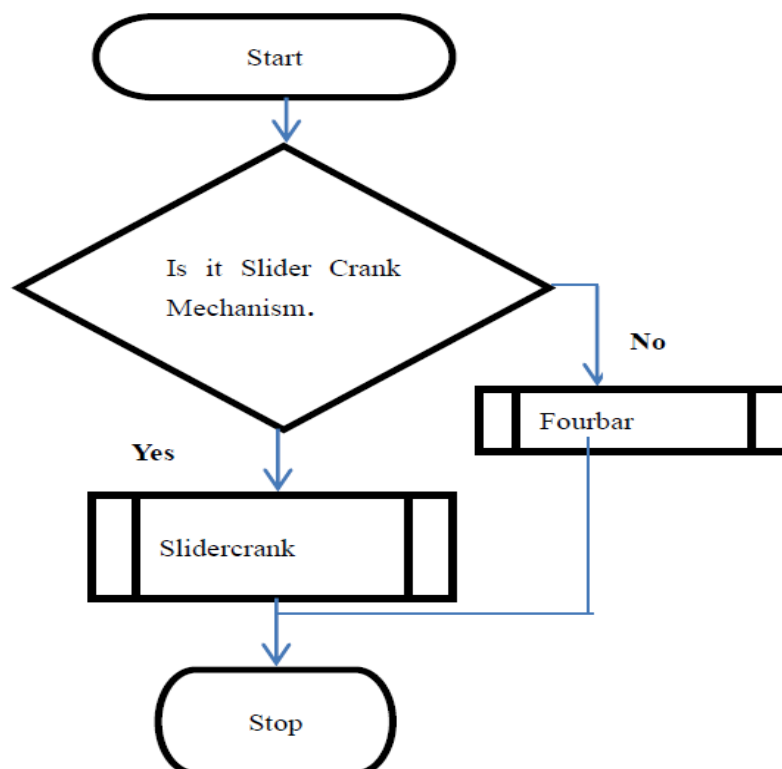 Start
Is it Slider Crank
Mechanism.
No
Fourbar
Yes
Slidercrank
Stop